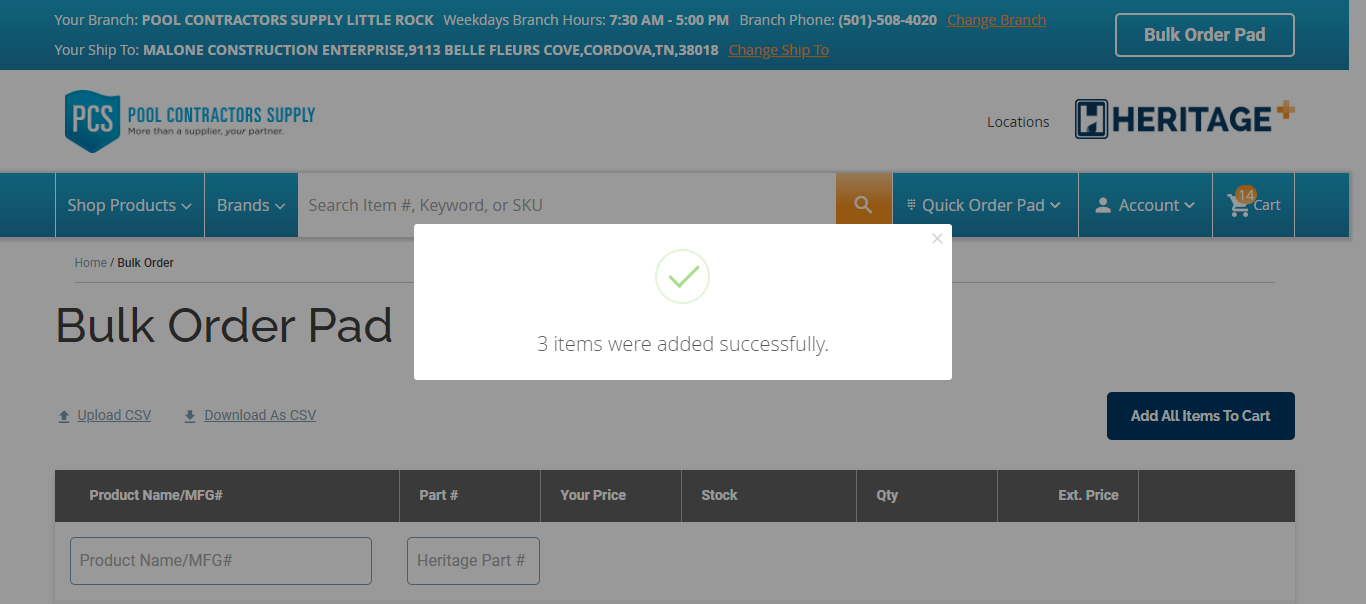 Your Branch: POOL CONTRACTORS SUPPLY LITTLE ROCK Weekdays Branch Hours: 7:30 AM - 5:00 PM Branch Phone: (501)-508-4020 Change Branch
Your Ship To: MALONE CONSTRUCTION ENTERPRISE,9113 BELLE FLEURS COVE,CORDOVA,TN,38018 Change Ship To
Bulk Order Pad
PCS POOL CONTRACTORS SUPPLY
More than a supplier, your partner.
Locations
H HERITAGE+
Shop Products
Brands
Search Item #, Keyword, or SKU
Quick Order Pad
Account
14
Cart
Home / Bulk Order
×
3 items were added successfully.
Bulk Order Pad
Upload CSV
Download As CSV
Add All Items To Cart
Product Name/MFG# Part # Your Price Stock Qty Ext. Price
Product Name/MFG# Heritage Part #